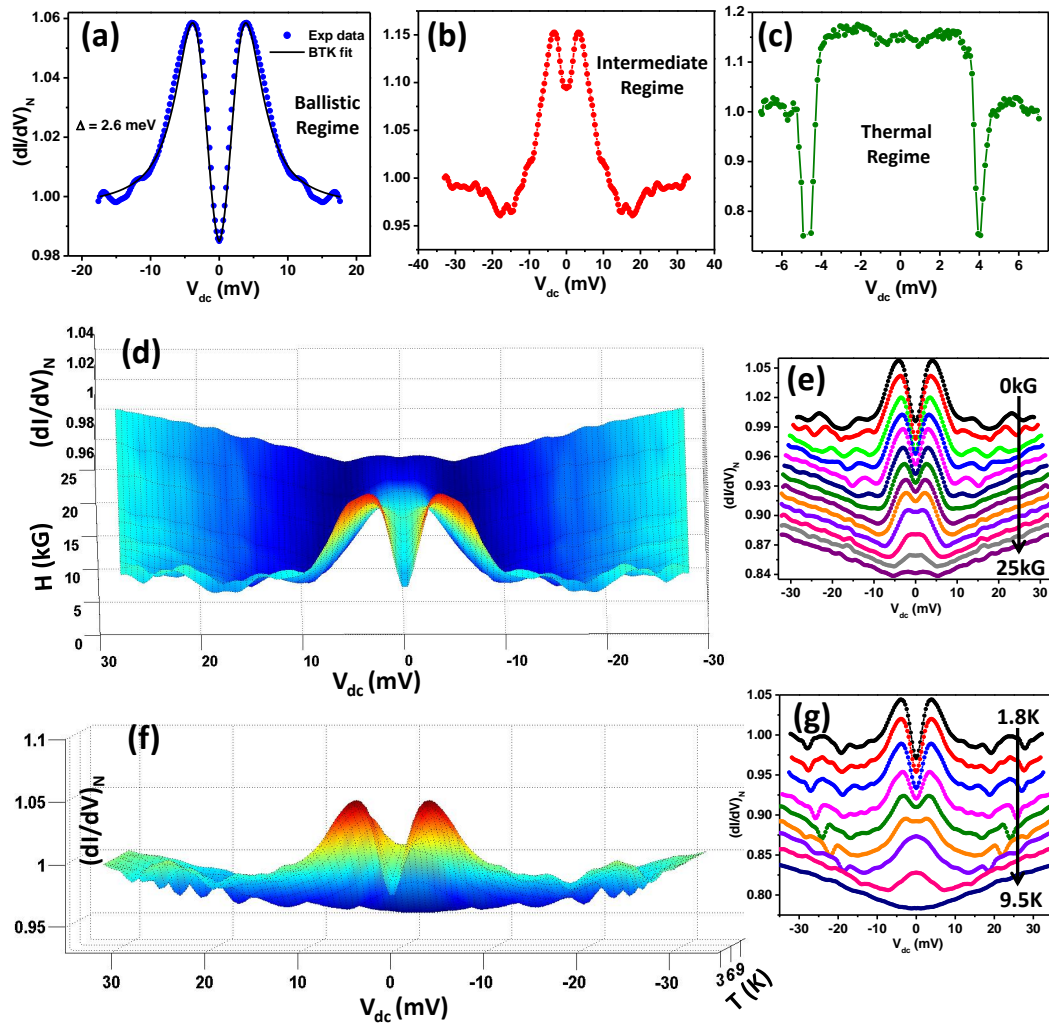 (a)
Exp data
BTK fit
Δ = 2.6 meV
Ballistic
Regime
(dI/dV)N
1.06
1.04
1.02
1.00
0.98
-20 -10 0 10 20
Vdc (mV)
(b)
Intermediate
Regime
1.15
1.10
1.05
1.00
0.95
-40 -30 -20 -10 0 10 20 30 40
Vdc (mV)
(c)
Thermal
Regime
1.2
1.1
1.0
0.9
0.8
-6 -4 -2 0 2 4 6
Vdc (mV)
(d)
(dI/dV)N
1.04
1.02
1
0.98
0.96
H (kG)
25
20
15
10
5
0
30 20 10 0 -10 -20 -30
Vdc (mV)
(e)
0kG
25kG
(dI/dV)N
1.05
1.02
0.99
0.96
0.93
0.90
0.87
0.84
-30 -20 -10 0 10 20 30
Vdc (mV)
(f)
(dI/dV)N
1.1
1.05
1
0.95
30 20 10 0 -10 -20 -30
Vdc (mV)
3 6 9
T (K)
(g)
1.8K
9.5K
(dI/dV)N
1.05
1.00
0.95
0.90
0.85
0.80
-30 -20 -10 0 10 20 30
Vdc (mV)